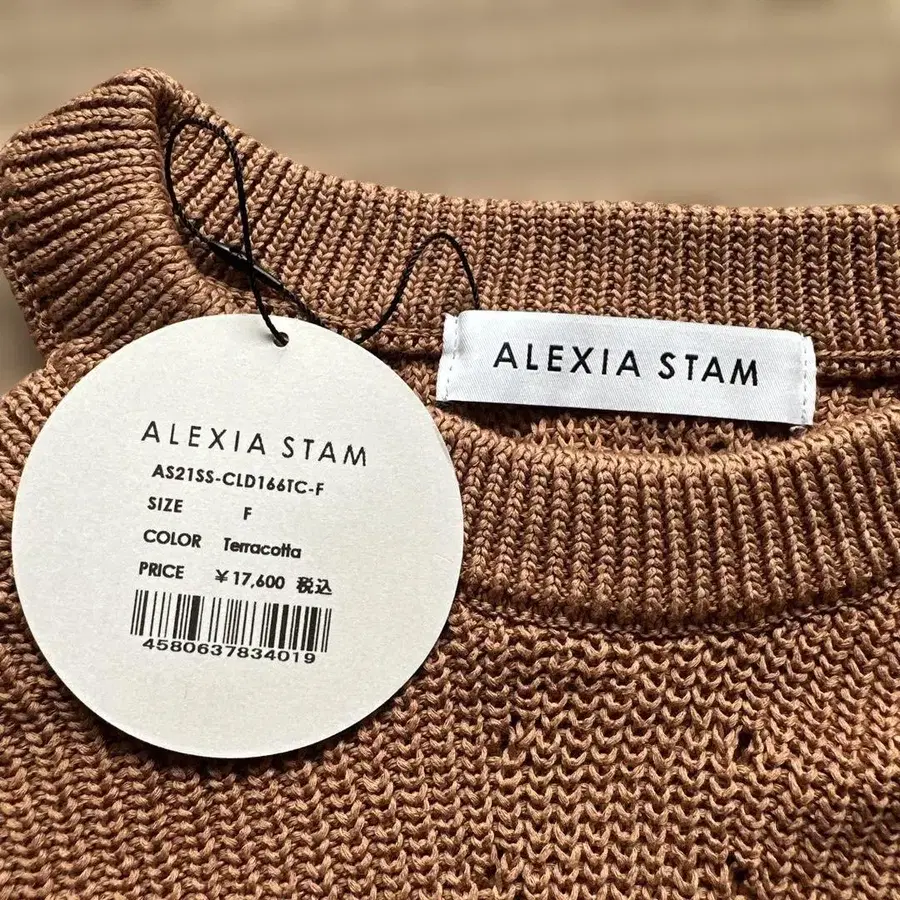 ALEXIA STAM
ALEXIA STAM
AS21SS-CLD166TC-F
SIZE F
COLOR Terracotta
PRICE ¥17,600 税込
4580637834019